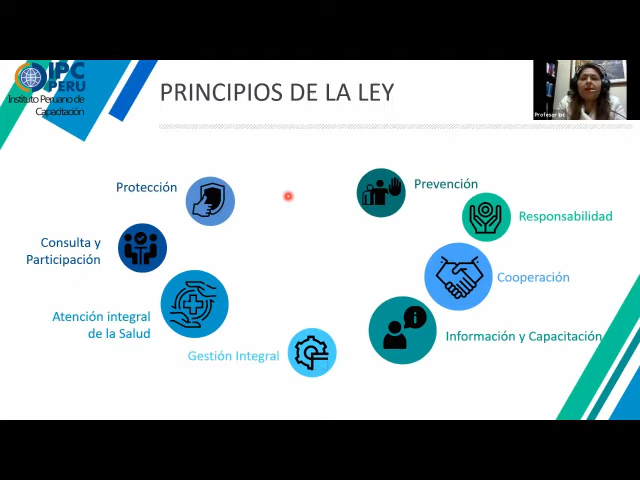 IPC
PERU
Instituto Peruano de
Capacitación
PRINCIPIOS DE LA LEY
Profesor ipc
Protección
Prevención
Responsabilidad
Consulta y
Participación
Cooperación
Atención integral
de la Salud
Información y Capacitación
Gestión Integral